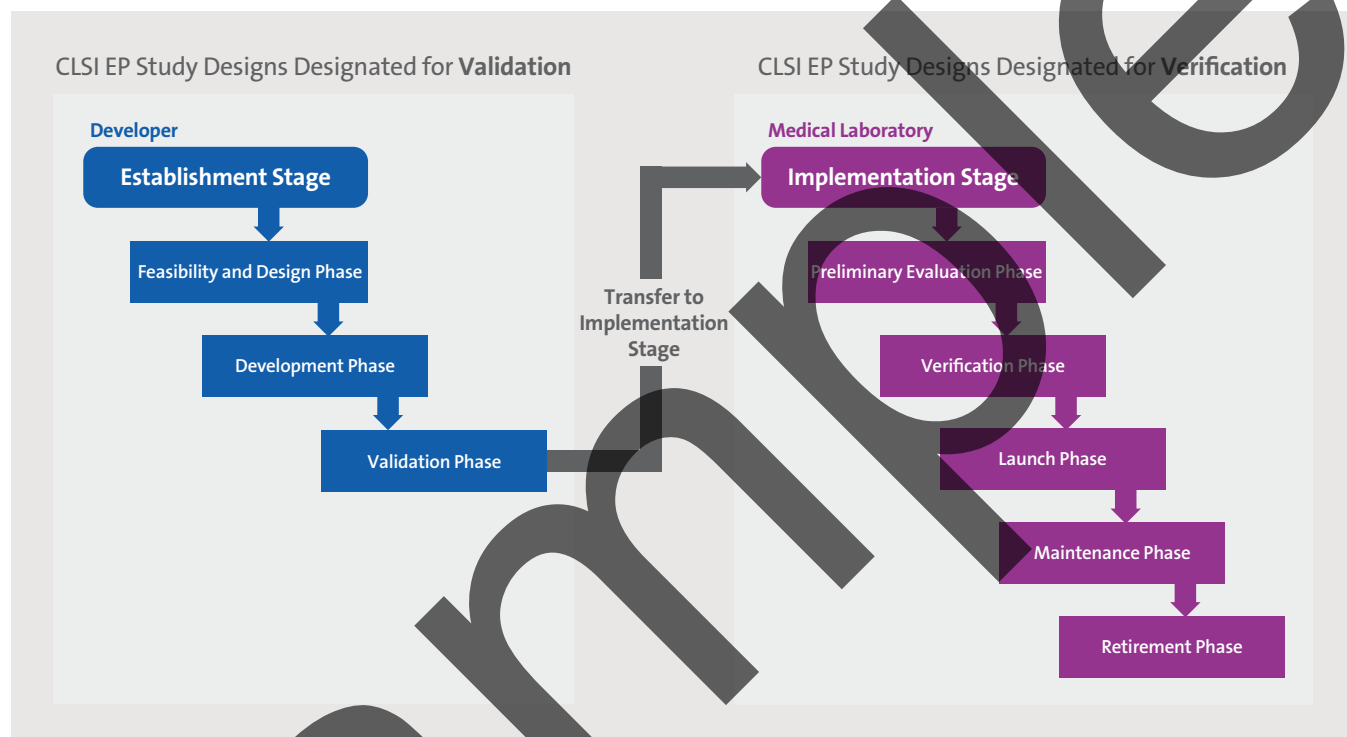 CLSI EP Study Designs Designated for Validation
Developer
Establishment Stage
Feasibility and Design Phase
Development Phase
Validation Phase
Transfer to
Implementation
Stage
CLSI EP Study Designs Designated for Verification
Medical Laboratory
Implementation Stage
Preliminary Evaluation Phase
Verification Phase
Launch Phase
Maintenance Phase
Retirement Phase